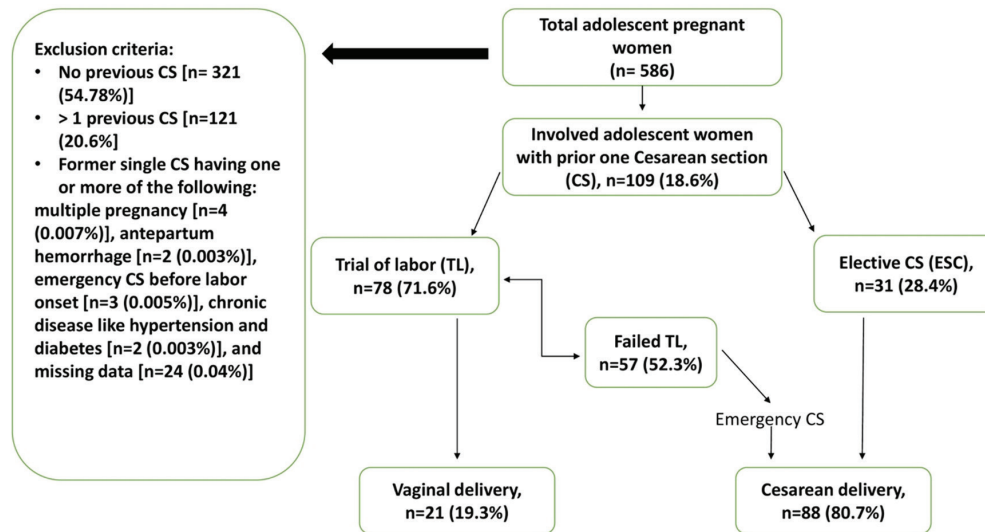 Exclusion criteria:
• No previous CS [n= 321
(54.78%)]
• > 1 previous CS [n=121
(20.6%]
• Former single CS having one
or more of the following:
multiple pregnancy [n=4
(0.007%)], antepartum
hemorrhage [n=2 (0.003%)],
emergency CS before labor
onset [n=3 (0.005%)], chronic
disease like hypertension and
diabetes [n=2 (0.003%)], and
missing data [n=24 (0.04%)]
Total adolescent pregnant
women
(n= 586)
Involved adolescent women
with prior one Cesarean section
(CS), n=109 (18.6%)
Trial of labor (TL),
n=78 (71.6%)
Elective CS (ESC),
n=31 (28.4%)
Failed TL,
n=57 (52.3%)
Emergency CS
Vaginal delivery,
n=21 (19.3%)
Cesarean delivery,
n=88 (80.7%)